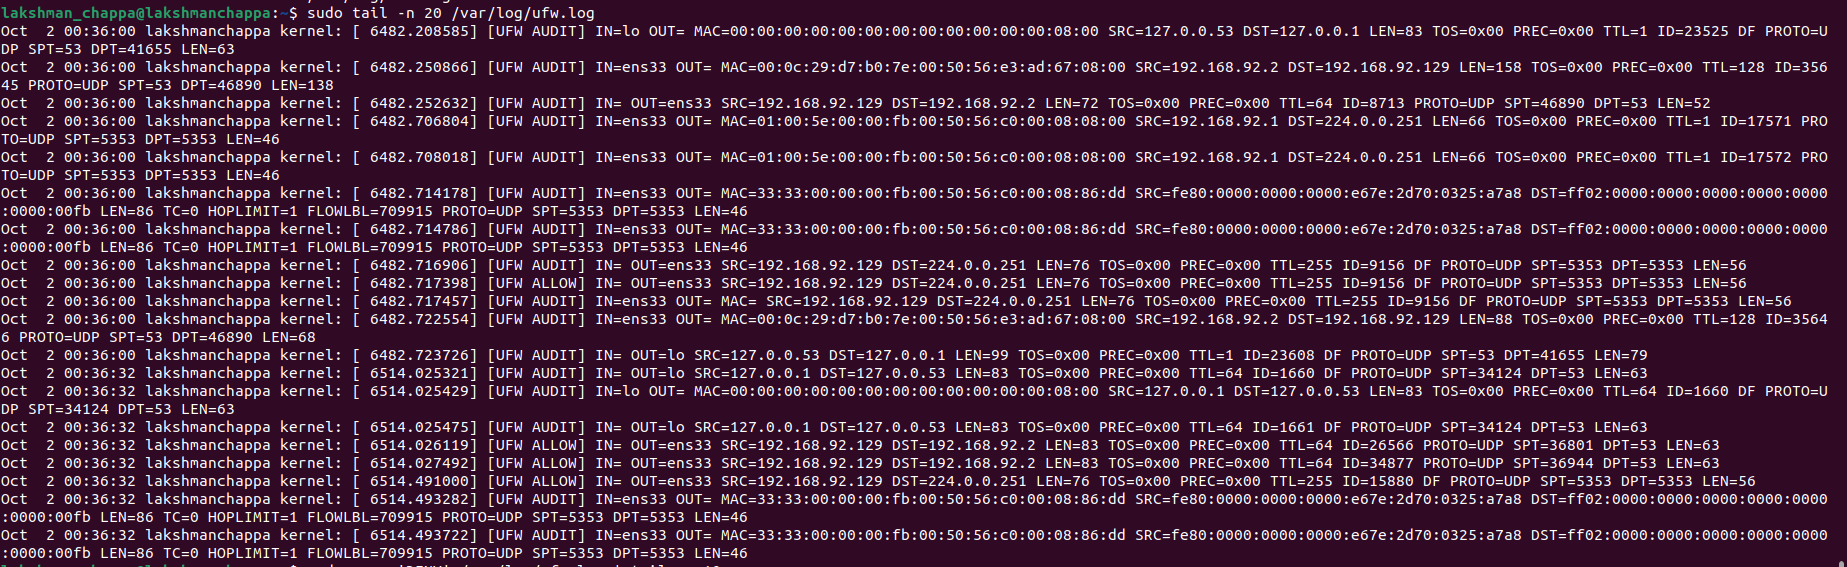 lakshman_chappa@lakshmanchappa:~$ sudo tail -n 20 /var/log/ufw.log
Oct  2 00:36:00 lakshmanchappa kernel: [ 6482.208585] [UFW AUDIT] IN=lo OUT= MAC=00:00:00:00:00:00:00:00:00:00:00:00:08:00 SRC=127.0.0.53 DST=127.0.0.1 LEN=83 TOS=0x00 PREC=0x00 TTL=1 ID=23525 DF PROTO=U
DP SPT=53 DPT=41655 LEN=63
Oct  2 00:36:00 lakshmanchappa kernel: [ 6482.250866] [UFW AUDIT] IN=ens33 OUT= MAC=00:0c:29:d7:b0:7e:00:50:56:e3:ad:67:08:00 SRC=192.168.92.2 DST=192.168.92.129 LEN=158 TOS=0x00 PREC=0x00 TTL=128 ID=356
45 PROTO=UDP SPT=53 DPT=46890 LEN=138
Oct  2 00:36:00 lakshmanchappa kernel: [ 6482.252632] [UFW AUDIT] IN= OUT=ens33 SRC=192.168.92.129 DST=192.168.92.2 LEN=72 TOS=0x00 PREC=0x00 TTL=64 ID=8713 PROTO=UDP SPT=46890 DPT=53 LEN=52
Oct  2 00:36:00 lakshmanchappa kernel: [ 6482.706804] [UFW AUDIT] IN=ens33 OUT= MAC=01:00:5e:00:00:fb:00:50:56:c0:00:08:08:00 SRC=192.168.92.1 DST=224.0.0.251 LEN=66 TOS=0x00 PREC=0x00 TTL=1 ID=17571 PRO
TO=UDP SPT=5353 DPT=5353 LEN=46
Oct  2 00:36:00 lakshmanchappa kernel: [ 6482.708018] [UFW AUDIT] IN=ens33 OUT= MAC=01:00:5e:00:00:fb:00:50:56:c0:00:08:08:00 SRC=192.168.92.1 DST=224.0.0.251 LEN=66 TOS=0x00 PREC=0x00 TTL=1 ID=17572 PRO
TO=UDP SPT=5353 DPT=5353 LEN=46
Oct  2 00:36:00 lakshmanchappa kernel: [ 6482.714178] [UFW AUDIT] IN=ens33 OUT= MAC=33:33:00:00:00:fb:00:50:56:c0:00:08:86:dd SRC=fe80:0000:0000:0000:e67e:2d70:0325:a7a8 DST=ff02:0000:0000:0000:0000:0000
:0000:00fb LEN=86 TC=0 HOPLIMIT=1 FLOWLBL=709915 PROTO=UDP SPT=5353 DPT=5353 LEN=46
Oct  2 00:36:00 lakshmanchappa kernel: [ 6482.714786] [UFW AUDIT] IN=ens33 OUT= MAC=33:33:00:00:00:fb:00:50:56:c0:00:08:86:dd SRC=fe80:0000:0000:0000:e67e:2d70:0325:a7a8 DST=ff02:0000:0000:0000:0000:0000
:0000:00fb LEN=86 TC=0 HOPLIMIT=1 FLOWLBL=709915 PROTO=UDP SPT=5353 DPT=5353 LEN=46
Oct  2 00:36:00 lakshmanchappa kernel: [ 6482.716906] [UFW AUDIT] IN= OUT=ens33 SRC=192.168.92.129 DST=224.0.0.251 LEN=76 TOS=0x00 PREC=0x00 TTL=255 ID=9156 DF PROTO=UDP SPT=5353 DPT=5353 LEN=56
Oct  2 00:36:00 lakshmanchappa kernel: [ 6482.717398] [UFW ALLOW] IN= OUT=ens33 SRC=192.168.92.129 DST=224.0.0.251 LEN=76 TOS=0x00 PREC=0x00 TTL=255 ID=9156 DF PROTO=UDP SPT=5353 DPT=5353 LEN=56
Oct  2 00:36:00 lakshmanchappa kernel: [ 6482.717457] [UFW AUDIT] IN=ens33 OUT= MAC= SRC=192.168.92.129 DST=224.0.0.251 LEN=76 TOS=0x00 PREC=0x00 TTL=255 ID=9156 DF PROTO=UDP SPT=5353 DPT=5353 LEN=56
Oct  2 00:36:00 lakshmanchappa kernel: [ 6482.722554] [UFW AUDIT] IN=ens33 OUT= MAC=00:0c:29:d7:b0:7e:00:50:56:e3:ad:67:08:00 SRC=192.168.92.2 DST=192.168.92.129 LEN=88 TOS=0x00 PREC=0x00 TTL=128 ID=3564
6 PROTO=UDP SPT=53 DPT=46890 LEN=68
Oct  2 00:36:00 lakshmanchappa kernel: [ 6482.723726] [UFW AUDIT] IN= OUT=lo SRC=127.0.0.53 DST=127.0.0.1 LEN=99 TOS=0x00 PREC=0x00 TTL=1 ID=23608 DF PROTO=UDP SPT=53 DPT=41655 LEN=79
Oct  2 00:36:32 lakshmanchappa kernel: [ 6514.025321] [UFW AUDIT] IN= OUT=lo SRC=127.0.0.1 DST=127.0.0.53 LEN=83 TOS=0x00 PREC=0x00 TTL=64 ID=1660 DF PROTO=UDP SPT=34124 DPT=53 LEN=63
Oct  2 00:36:32 lakshmanchappa kernel: [ 6514.025429] [UFW AUDIT] IN=lo OUT= MAC=00:00:00:00:00:00:00:00:00:00:00:00:08:00 SRC=127.0.0.1 DST=127.0.0.53 LEN=83 TOS=0x00 PREC=0x00 TTL=64 ID=1660 DF PROTO=U
DP SPT=34124 DPT=53 LEN=63
Oct  2 00:36:32 lakshmanchappa kernel: [ 6514.025475] [UFW AUDIT] IN= OUT=lo SRC=127.0.0.1 DST=127.0.0.53 LEN=83 TOS=0x00 PREC=0x00 TTL=64 ID=1661 DF PROTO=UDP SPT=34124 DPT=53 LEN=63
Oct  2 00:36:32 lakshmanchappa kernel: [ 6514.026119] [UFW ALLOW] IN= OUT=ens33 SRC=192.168.92.129 DST=192.168.92.2 LEN=83 TOS=0x00 PREC=0x00 TTL=64 ID=26566 PROTO=UDP SPT=36801 DPT=53 LEN=63
Oct  2 00:36:32 lakshmanchappa kernel: [ 6514.027492] [UFW ALLOW] IN= OUT=ens33 SRC=192.168.92.129 DST=192.168.92.2 LEN=83 TOS=0x00 PREC=0x00 TTL=64 ID=34877 PROTO=UDP SPT=36944 DPT=53 LEN=63
Oct  2 00:36:32 lakshmanchappa kernel: [ 6514.491000] [UFW ALLOW] IN= OUT=ens33 SRC=192.168.92.129 DST=224.0.0.251 LEN=76 TOS=0x00 PREC=0x00 TTL=255 ID=15880 DF PROTO=UDP SPT=5353 DPT=5353 LEN=56
Oct  2 00:36:32 lakshmanchappa kernel: [ 6514.493282] [UFW AUDIT] IN=ens33 OUT= MAC=33:33:00:00:00:fb:00:50:56:c0:00:08:86:dd SRC=fe80:0000:0000:0000:e67e:2d70:0325:a7a8 DST=ff02:0000:0000:0000:0000:0000
:0000:00fb LEN=86 TC=0 HOPLIMIT=1 FLOWLBL=709915 PROTO=UDP SPT=5353 DPT=5353 LEN=46
Oct  2 00:36:32 lakshmanchappa kernel: [ 6514.493722] [UFW AUDIT] IN=ens33 OUT= MAC=33:33:00:00:00:fb:00:50:56:c0:00:08:86:dd SRC=fe80:0000:0000:0000:e67e:2d70:0325:a7a8 DST=ff02:0000:0000:0000:0000:0000
:0000:00fb LEN=86 TC=0 HOPLIMIT=1 FLOWLBL=709915 PROTO=UDP SPT=5353 DPT=5353 LEN=46